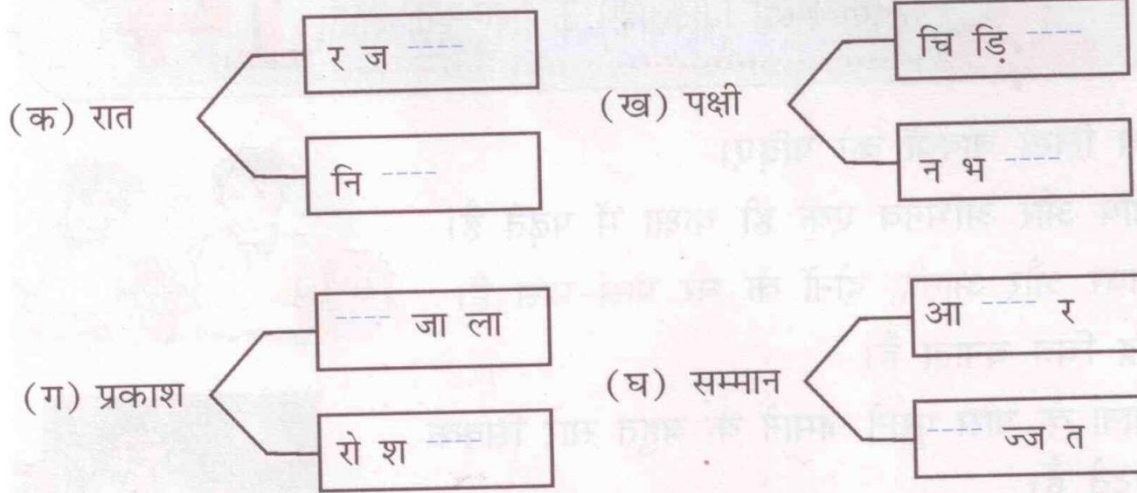 (क) रात
र ज ----
नि ----
(ख) पक्षी
चि ड़ि ----
न भ ----
(ग) प्रकाश
---- जा ला
रो श ----
(घ) सम्मान
आ ---- र
---- ज्ज त